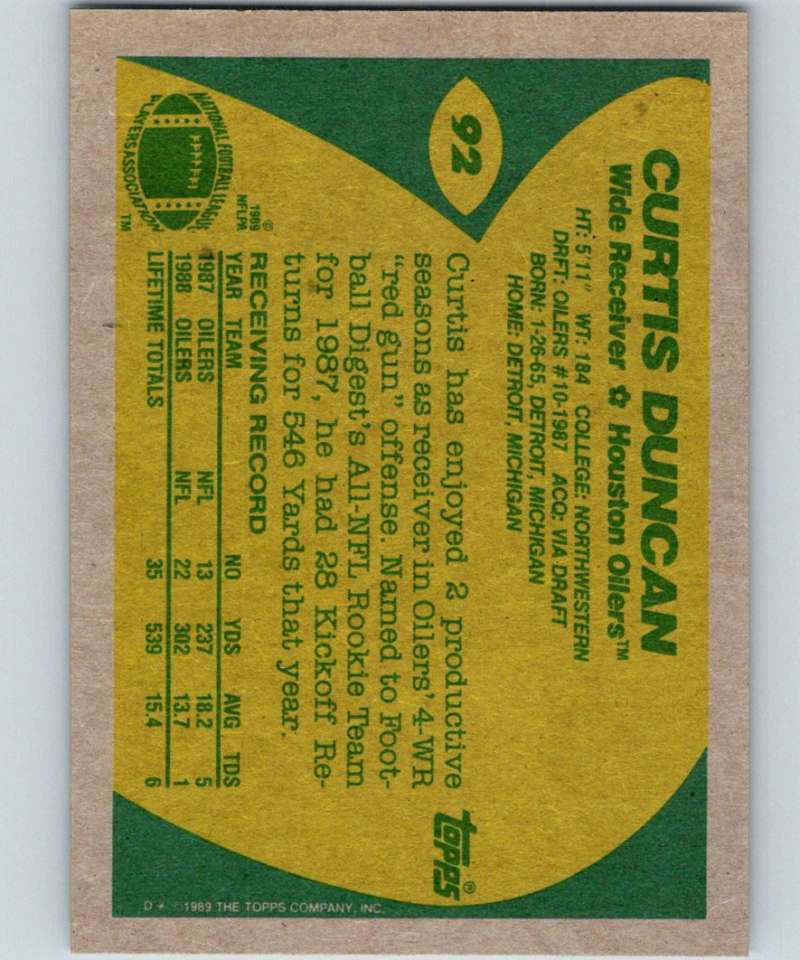 92
CURTIS DUNCAN
Wide Receiver ✿ Houston Oilers™
HT: 5'11" WT: 184 COLLEGE: NORTHWESTERN
DRFT: OILERS #10-1987 ACQ: VIA DRAFT
BORN: 1-26-65, DETROIT, MICHIGAN
HOME: DETROIT, MICHIGAN
Curtis has enjoyed 2 productive
seasons as receiver in Oilers' 4-WR
"red gun" offense. Named to Foot-
ball Digest's All-NFL Rookie Team
for 1987, he had 28 Kickoff Re-
turns for 546 Yards that year.
NATIONAL FOOTBALL LEAGUE
PLAYERS ASSOCIATION
™
©
1989
NFLPA
RECEIVING RECORD
YEAR TEAM NO YDS AVG TDS
1987 OILERS NFL 13 237 18.2 5
1988 OILERS NFL 22 302 13.7 1
LIFETIME TOTALS 35 539 15.4 6
topps®
D * ©1989 THE TOPPS COMPANY, INC.